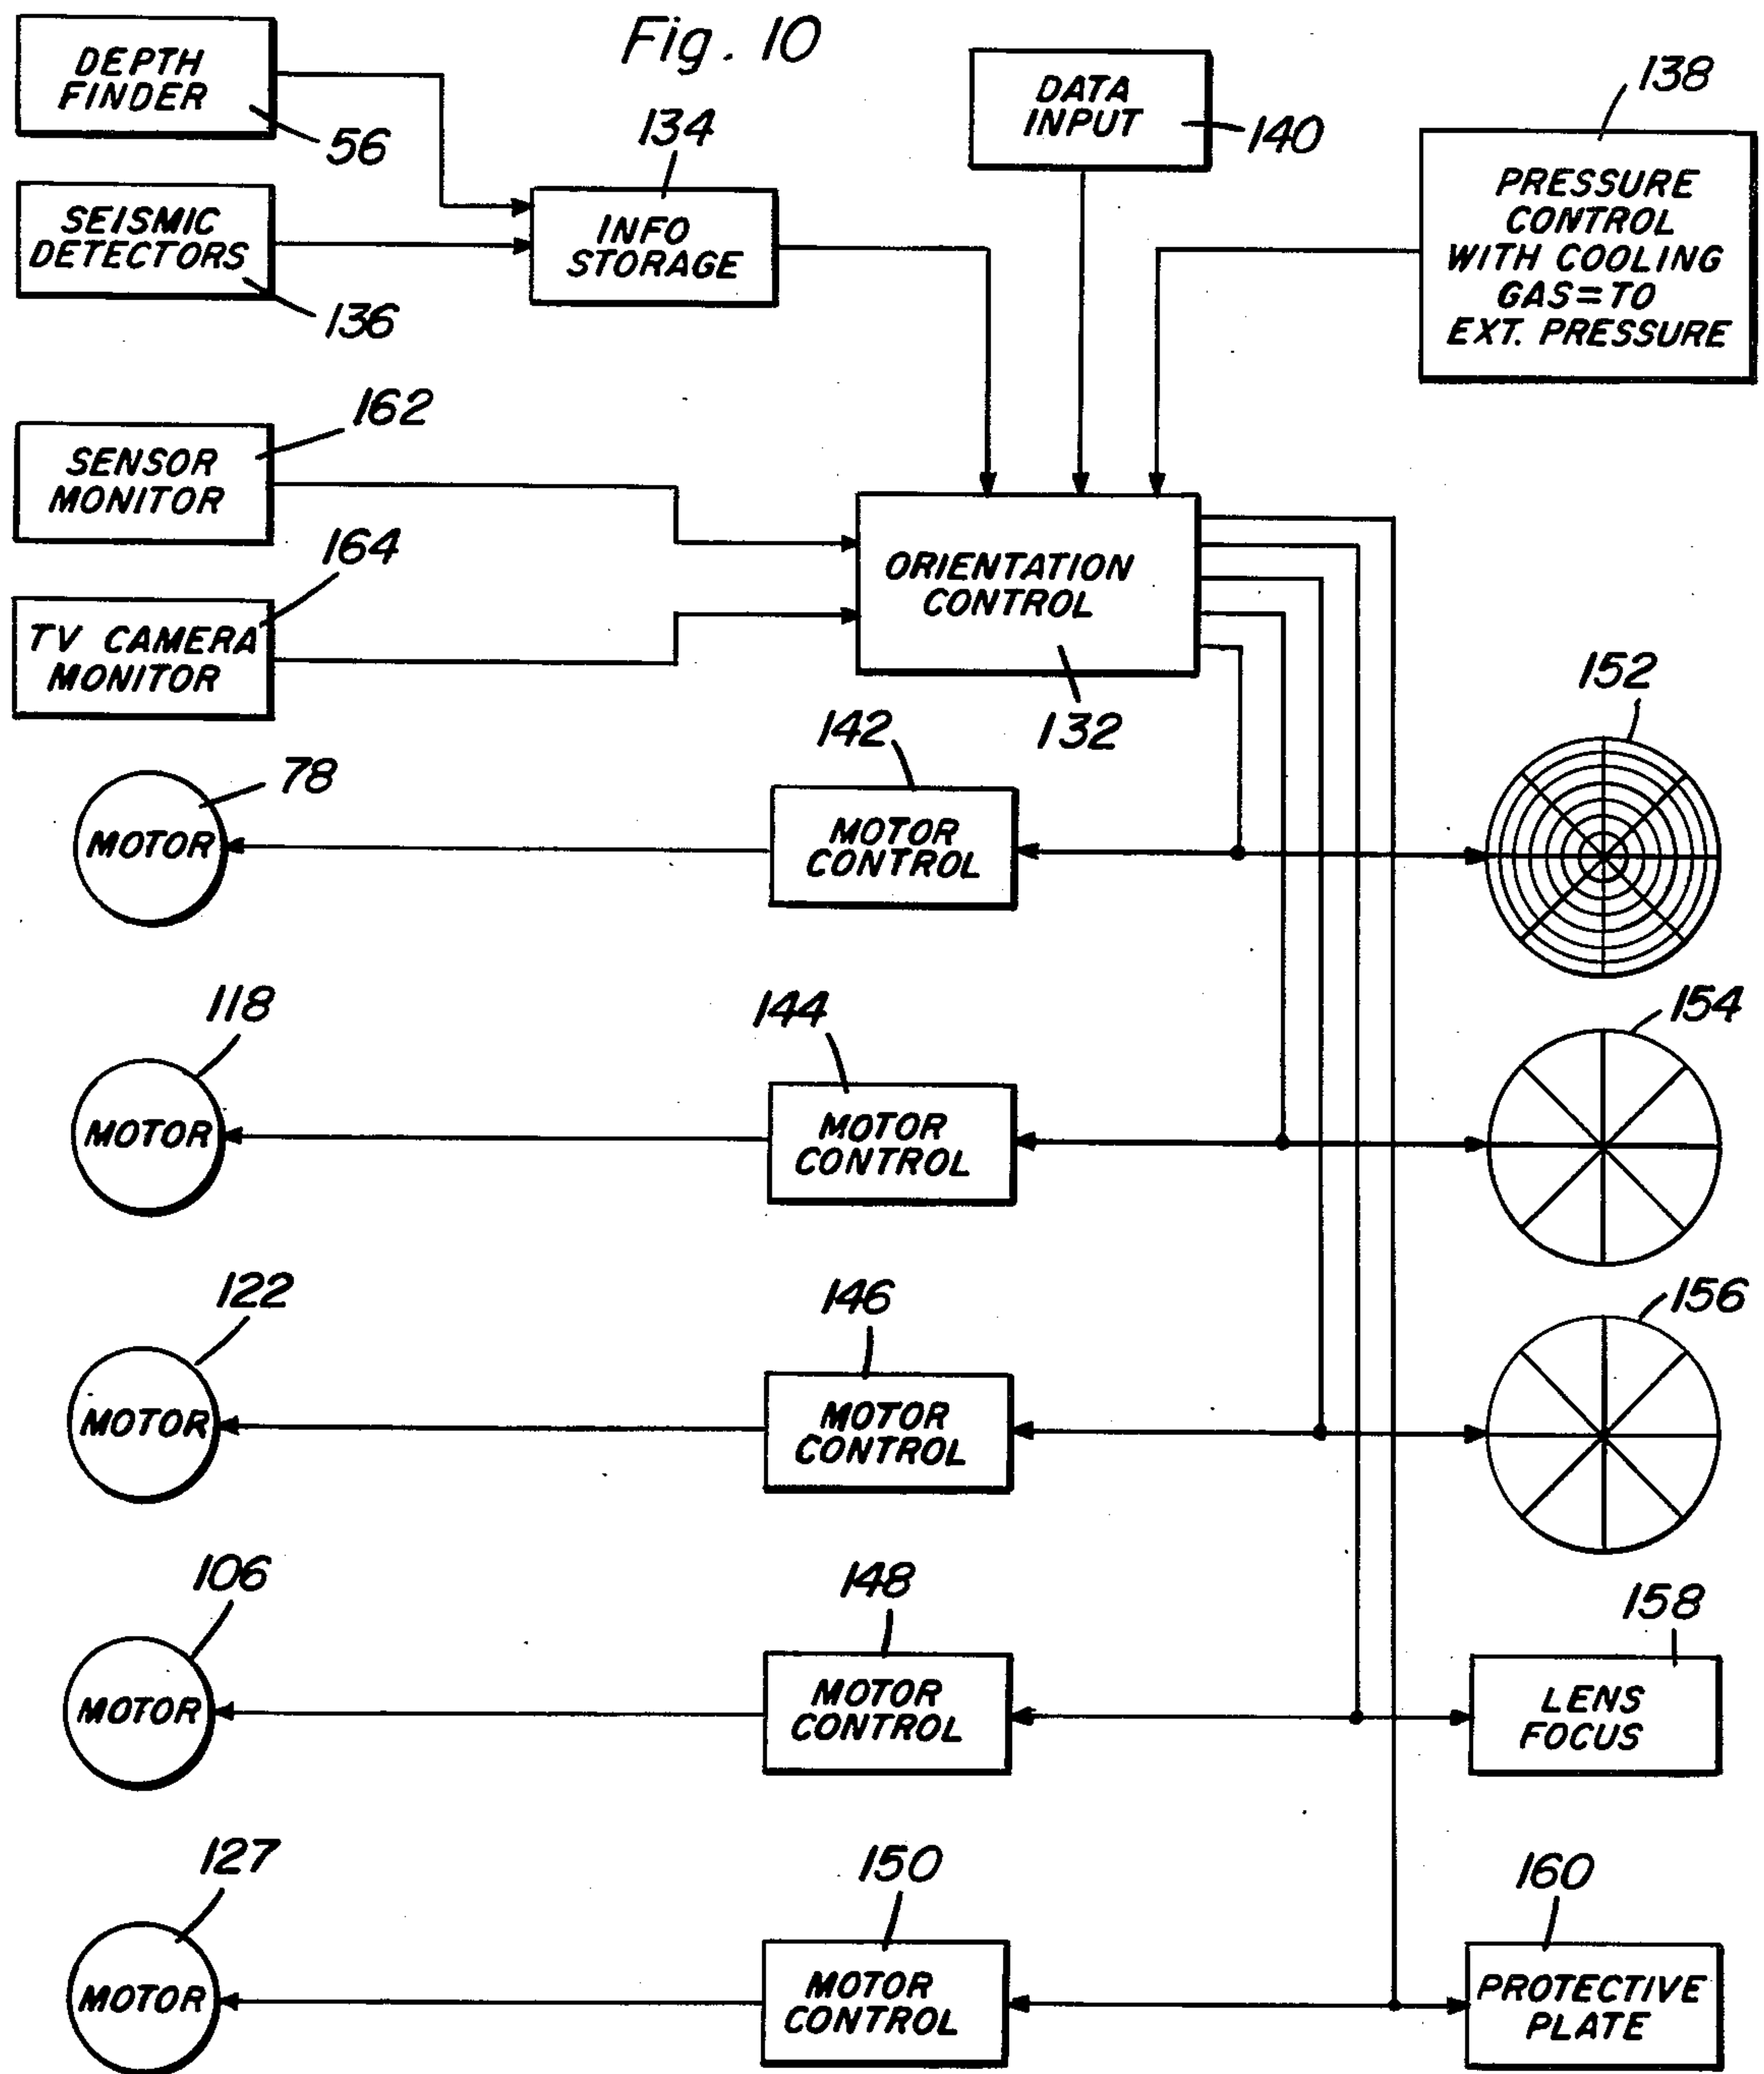 Fig. 10
DEPTH
FINDER
56
SEISMIC
DETECTORS
136
134
INFO
STORAGE
DATA
INPUT
140
138
PRESSURE
CONTROL
WITH COOLING
GAS=TO
EXT. PRESSURE
162
SENSOR
MONITOR
164
TV CAMERA
MONITOR
ORIENTATION
CONTROL
132
78
MOTOR
142
MOTOR
CONTROL
152
118
MOTOR
144
MOTOR
CONTROL
154
122
MOTOR
146
MOTOR
CONTROL
156
106
MOTOR
148
MOTOR
CONTROL
158
LENS
FOCUS
127
MOTOR
150
MOTOR
CONTROL
160
PROTECTIVE
PLATE